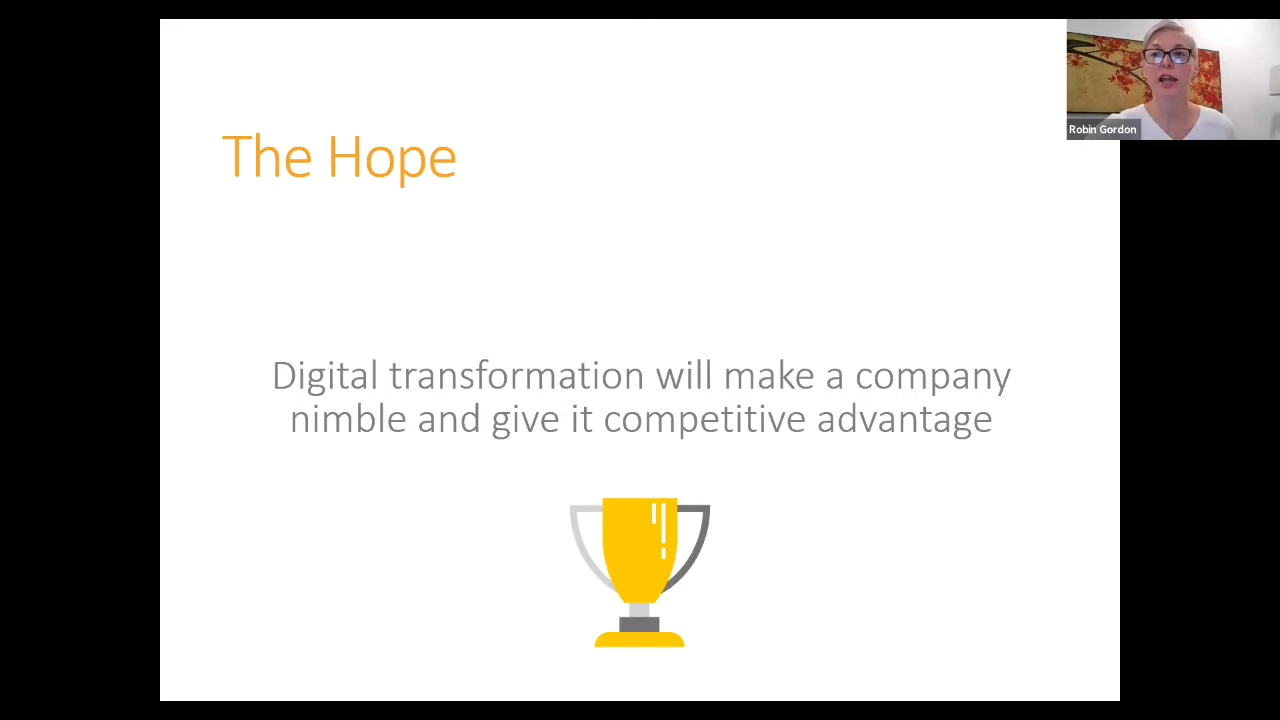 The Hope
Robin Gordon
Digital transformation will make a company
nimble and give it competitive advantage